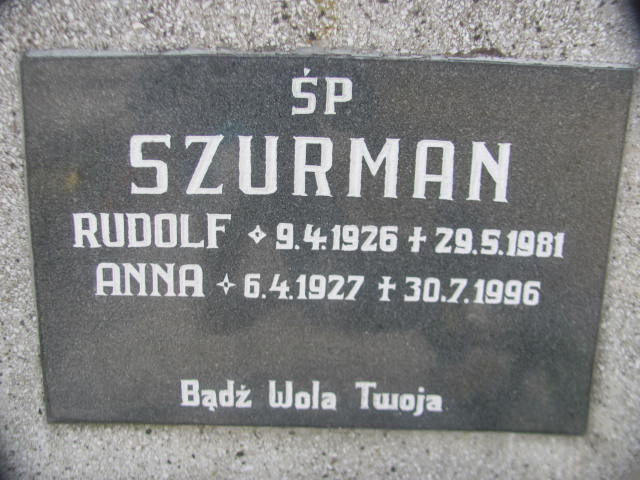 ŚP
SZURMAN
RUDOLF ✧ 9.4.1926 ✝ 29.5.1981
ANNA ✧ 6.4.1927 ✝ 30.7.1996
Bądź Wola Twoja